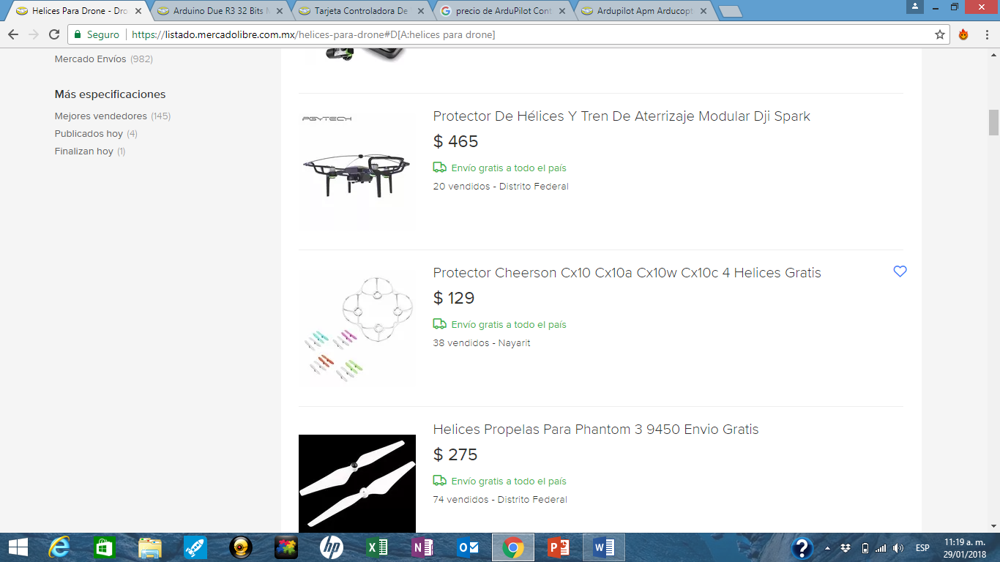 Helices Para Drone - Dro
Arduino Due R3 32 Bits M
Tarjeta Controladora De
precio de ArduPilot Cont
Ardupilot Apm Arducopt
Seguro
https://listado.mercadolibre.com.mx/helices-para-drone#D[A:helices para drone]
Mercado Envíos (982)
Más especificaciones
Mejores vendedores (145)
Publicados hoy (4)
Finalizan hoy (1)
PGYTECH
Protector De Hélices Y Tren De Aterrizaje Modular Dji Spark
$ 465
Envío gratis a todo el país
20 vendidos - Distrito Federal
Protector Cheerson Cx10 Cx10a Cx10w Cx10c 4 Helices Gratis
$ 129
Envío gratis a todo el país
38 vendidos - Nayarit
Helices Propelas Para Phantom 3 9450 Envio Gratis
$ 275
Envío gratis a todo el país
74 vendidos - Distrito Federal
ESP
11:19 a. m.
29/01/2018